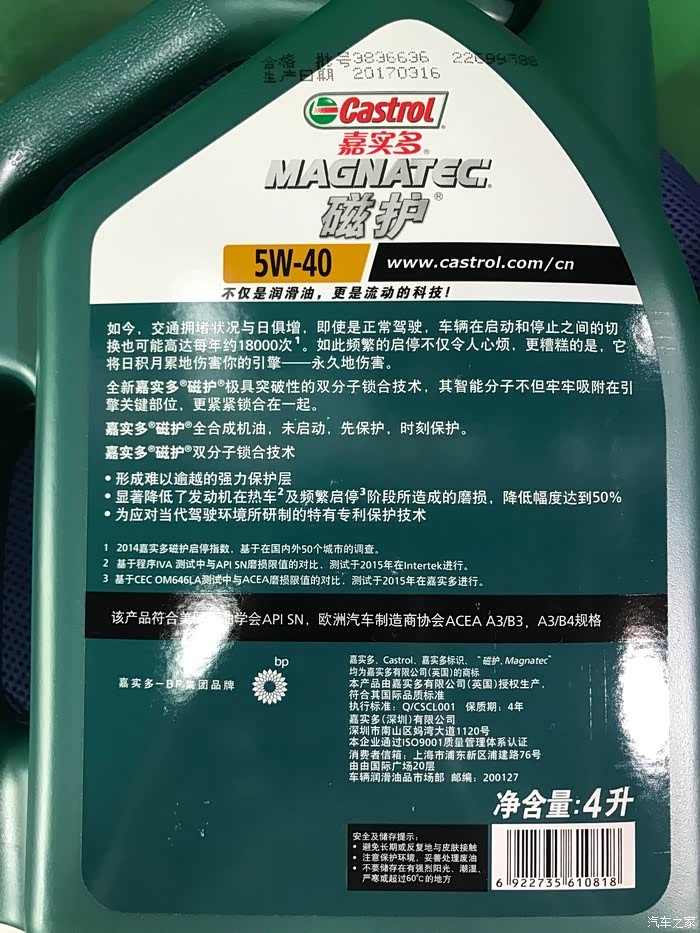 合格 批号3836636
生产日期 20170316
Castrol
嘉实多®
MAGNATEC®
磁护®
5W-40
www.castrol.com/cn
不仅是润滑油，更是流动的科技！
如今，交通拥堵状况与日俱增，即使是正常驾驶，车辆在启动和停止之间的切
换也可能高达每年约18000次¹。如此频繁的启停不仅令人心烦，更糟糕的是，它
将日积月累地伤害你的引擎——永久地伤害。
全新嘉实多®磁护®极具突破性的双分子锁合技术，其智能分子不但牢牢吸附在引
擎关键部位，更紧紧锁合在一起。
嘉实多®磁护®全合成机油，未启动，先保护，时刻保护。
嘉实多®磁护®双分子锁合技术
• 形成难以逾越的强力保护层
• 显著降低了发动机在热车²及频繁启停³阶段所造成的磨损，降低幅度达到50%
• 为应对当代驾驶环境所研制的特有专利保护技术
1 2014嘉实多磁护启停指数，基于在国内外50个城市的调查。
2 基于程序IVA 测试中与API SN磨损限值的对比，测试于2015年在Intertek进行。
3 基于CEC OM646LA测试中与ACEA磨损限值的对比，测试于2015年在嘉实多进行。
该产品符合美 学会API SN，欧洲汽车制造商协会ACEA A3/B3，A3/B4规格
bp
嘉实多—BP集团品牌
嘉实多、Castrol、嘉实多标识、"磁护，Magnatec"
均为嘉实多有限公司(英国)的商标
本产品由嘉实多有限公司(英国)授权生产，
符合其国际品质标准
执行标准：Q/CSCL001 保质期：4年
嘉实多(深圳)有限公司
深圳市南山区妈湾大道1120号
本企业通过ISO9001质量管理体系认证
消费者信箱：上海市浦东新区浦建路76号
由由国际广场20层
车辆润滑油品市场部 邮编：200127
净含量:4升
安全及储存提示：
• 避免长期或反复地与皮肤接触
• 注意保护环境，妥善处理废油
• 不要储存在有强烈阳光、潮湿、
严寒或超过60℃的地方
6 922735 610818
汽车之家